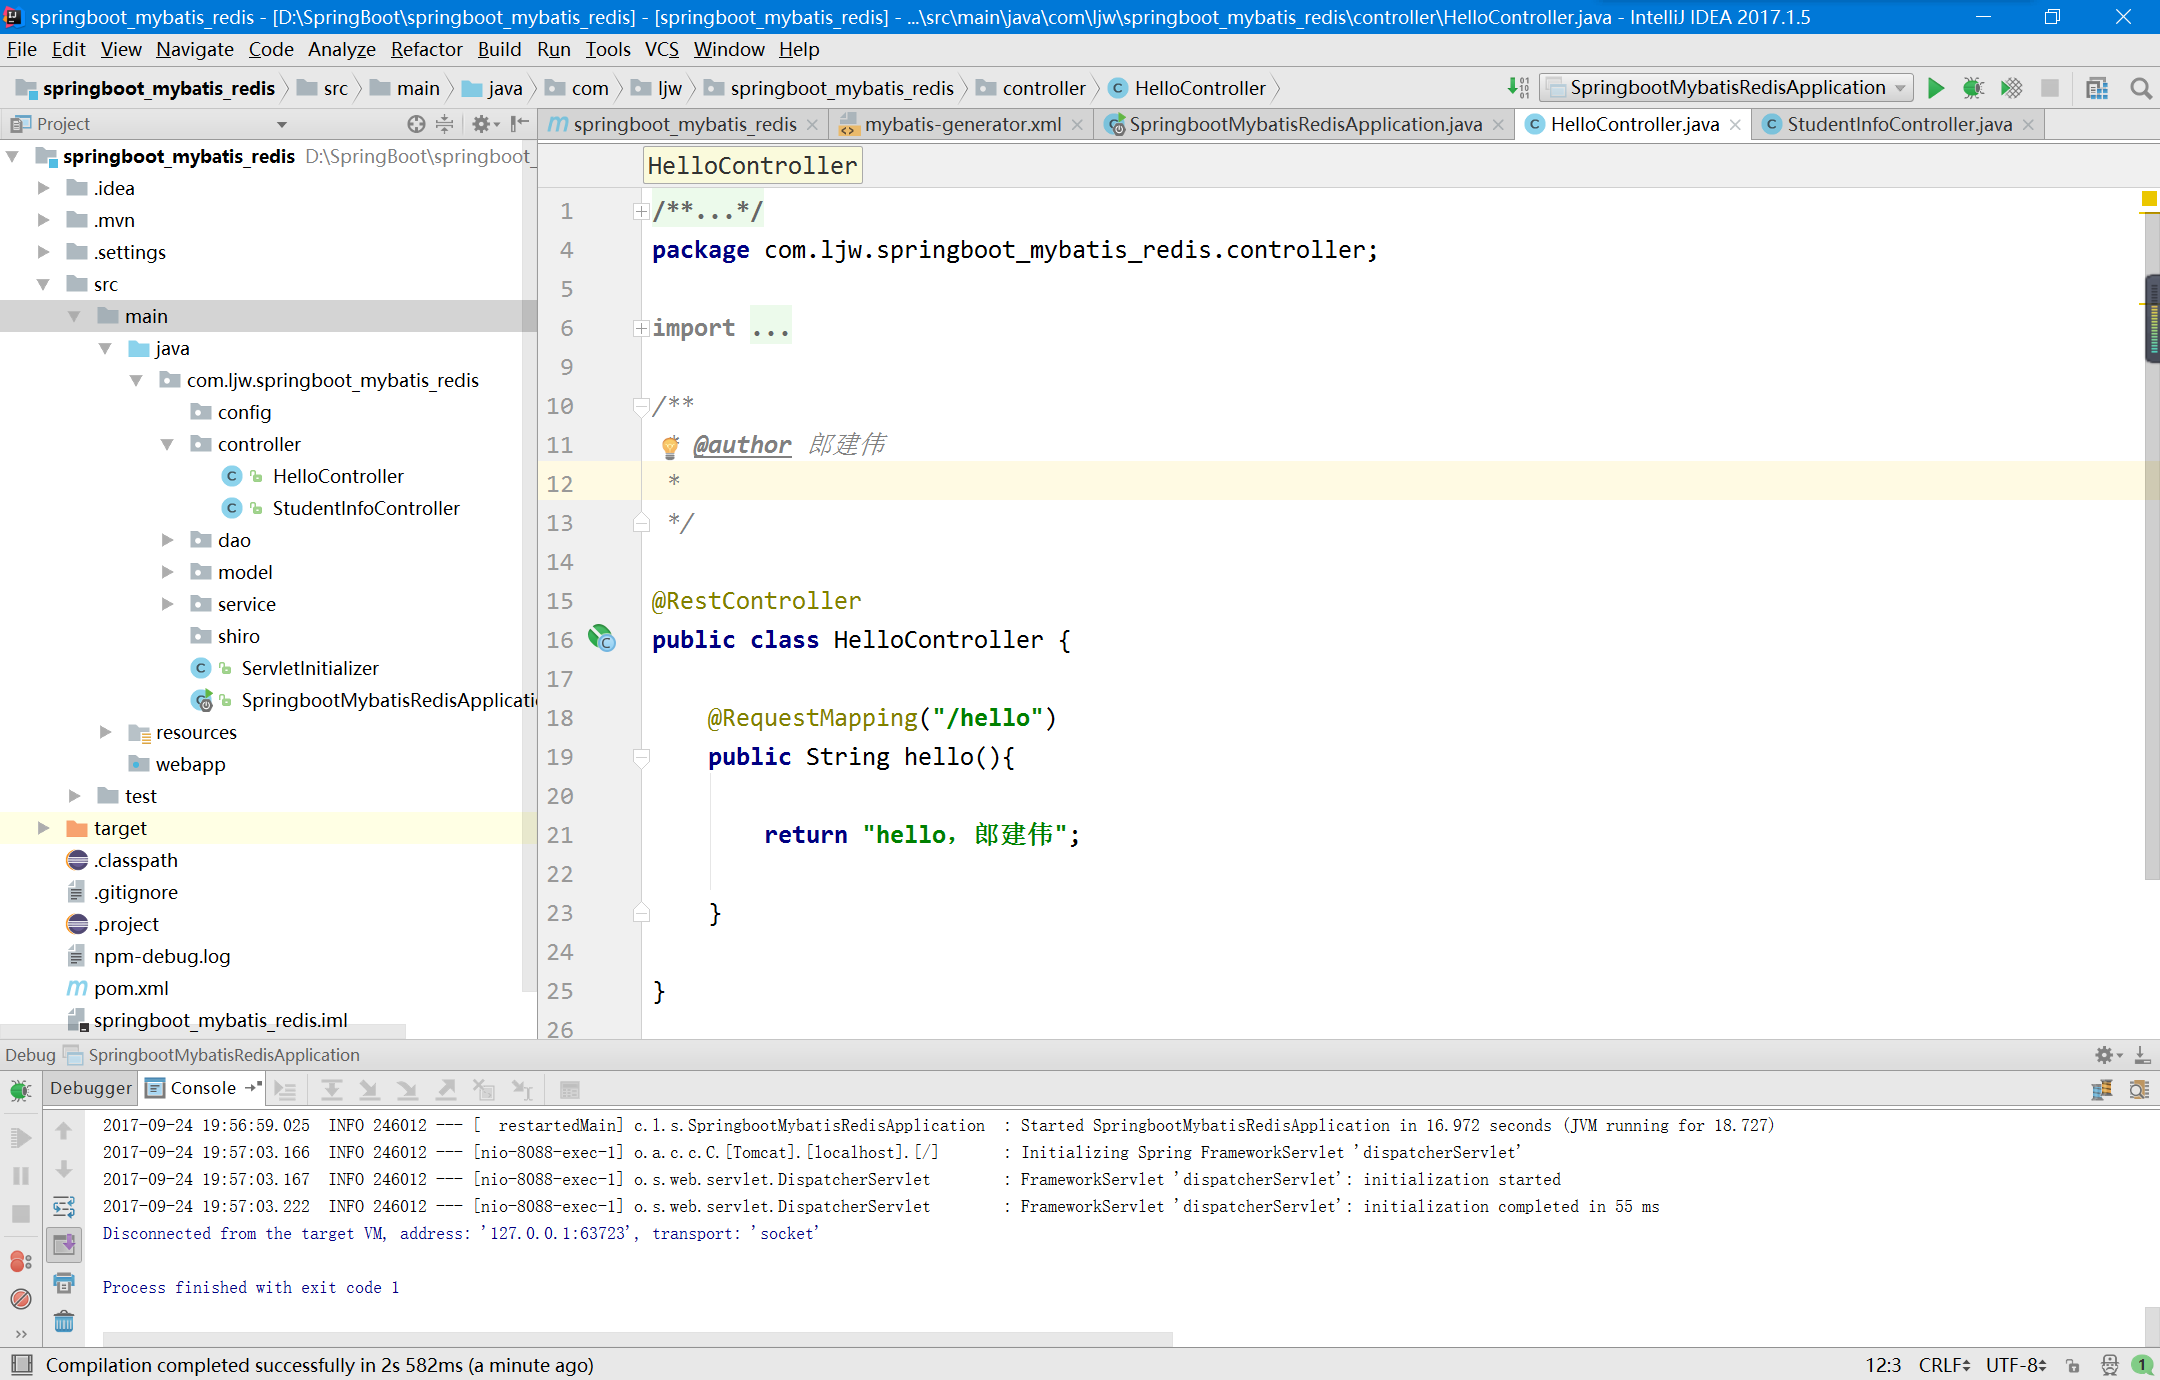 springboot_mybatis_redis - [D:\SpringBoot\springboot_mybatis_redis] - [springboot_mybatis_redis] - ...\src\main\java\com\ljw\springboot_mybatis_redis\controller\HelloController.java - IntelliJ IDEA 2017.1.5
File Edit View Navigate Code Analyze Refactor Build Run Tools VCS Window Help
springboot_mybatis_redis src main java com ljw springboot_mybatis_redis controller HelloController SpringbootMybatisRedisApplication
Project
springboot_mybatis_redis mybatis-generator.xml SpringbootMybatisRedisApplication.java HelloController.java StudentInfoController.java
springboot_mybatis_redis D:\SpringBoot\springboot_
.idea
.mvn
.settings
src
main
java
com.ljw.springboot_mybatis_redis
config
controller
HelloController
StudentInfoController
dao
model
service
shiro
ServletInitializer
SpringbootMybatisRedisApplicati
resources
webapp
test
target
.classpath
.gitignore
.project
npm-debug.log
pom.xml
springboot_mybatis_redis.iml
HelloController
1 /**...*/
4 package com.ljw.springboot_mybatis_redis.controller;
5
6 import ...
9
10 /**
11 * @author 郎建伟
12 *
13 */
14
15 @RestController
16 public class HelloController {
17
18 @RequestMapping("/hello")
19 public String hello(){
20
21 return "hello，郎建伟";
22
23 }
24
25 }
26
Debug SpringbootMybatisRedisApplication
Debugger Console
2017-09-24 19:56:59.025 INFO 246012 --- [ restartedMain] c.l.s.SpringbootMybatisRedisApplication : Started SpringbootMybatisRedisApplication in 16.972 seconds (JVM running for 18.727)
2017-09-24 19:57:03.166 INFO 246012 --- [nio-8088-exec-1] o.a.c.c.C.[Tomcat].[localhost].[/] : Initializing Spring FrameworkServlet 'dispatcherServlet'
2017-09-24 19:57:03.167 INFO 246012 --- [nio-8088-exec-1] o.s.web.servlet.DispatcherServlet : FrameworkServlet 'dispatcherServlet': initialization started
2017-09-24 19:57:03.222 INFO 246012 --- [nio-8088-exec-1] o.s.web.servlet.DispatcherServlet : FrameworkServlet 'dispatcherServlet': initialization completed in 55 ms
Disconnected from the target VM, address: '127.0.0.1:63723', transport: 'socket'
Process finished with exit code 1
Compilation completed successfully in 2s 582ms (a minute ago) 12:3 CRLF UTF-8 1